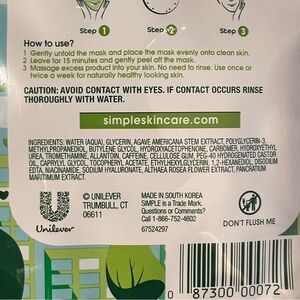 Step 1 Step 2 Step 3
How to use?
1 Gently unfold the mask and place the mask evenly onto clean skin.
2 Leave for 15 minutes and gently peel off the mask.
3 Massage excess product into your skin. No need to rinse. Use once or
twice a week for naturally healthy looking skin.
CAUTION: AVOID CONTACT WITH EYES. IF CONTACT OCCURS RINSE
THOROUGHLY WITH WATER.
simpleskincare.com
INGREDIENTS: WATER (AQUA), GLYCERIN, AGAVE AMERICANA STEM EXTRACT, POLYGLYCERIN-3,
METHYLPROPANEDIOL, BUTYLENE GLYCOL, HYDROXYACETOPHENONE, CARBOMER, HYDROXYETHYL
UREA, TROMETHAMINE, ALLANTOIN, CAFFEINE, CELLULOSE GUM, PEG-40 HYDROGENATED CASTOR
OIL, CAPRYLYL GLYCOL, TOCOPHERYL ACETATE, ETHYLHEXYLGLYCERIN, 1,2-HEXANEDIOL, DISODIUM
EDTA, NIACINAMIDE, SODIUM HYALURONATE, ALTHAEA ROSEA FLOWER EXTRACT, PANCRATIUM
MARITIMUM EXTRACT.
Unilever
© UNILEVER
TRUMBULL, CT
06611
MADE IN SOUTH KOREA
SIMPLE is a Trade Mark.
Questions or Comments?
Call 1-866-752-4602
67524297
DON'T FLUSH ME
0 87300 00072